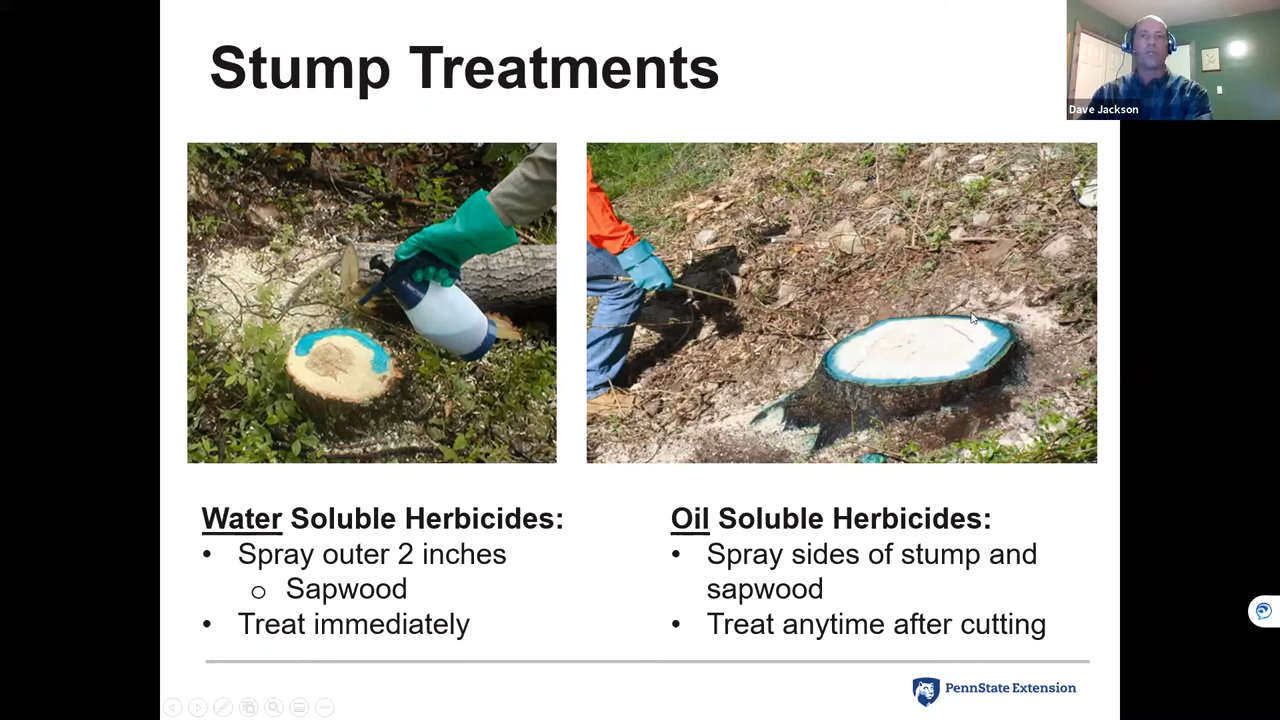 Stump Treatments
Dave Jackson
Water Soluble Herbicides:
• Spray outer 2 inches
o Sapwood
• Treat immediately
Oil Soluble Herbicides:
• Spray sides of stump and
sapwood
• Treat anytime after cutting
PennState Extension